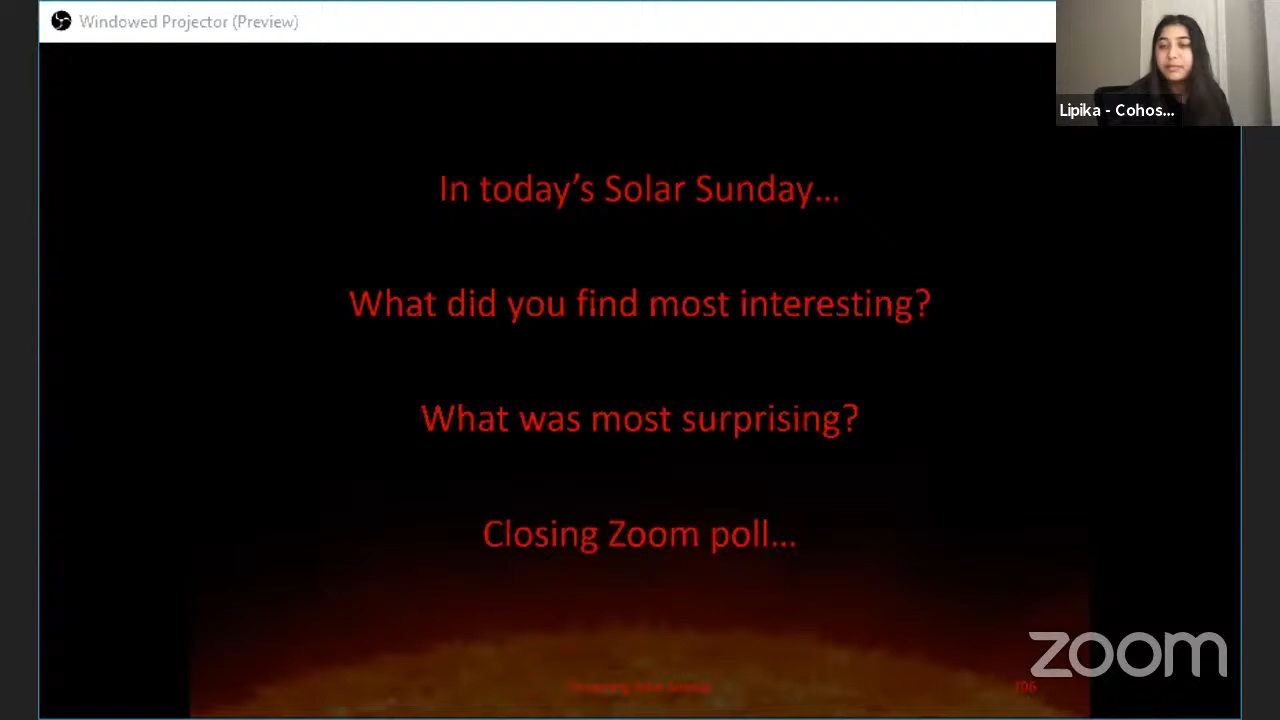 Windowed Projector (Preview)
Lipika - Cohos...
In today's Solar Sunday...
What did you find most interesting?
What was most surprising?
Closing Zoom poll...
zoom
106